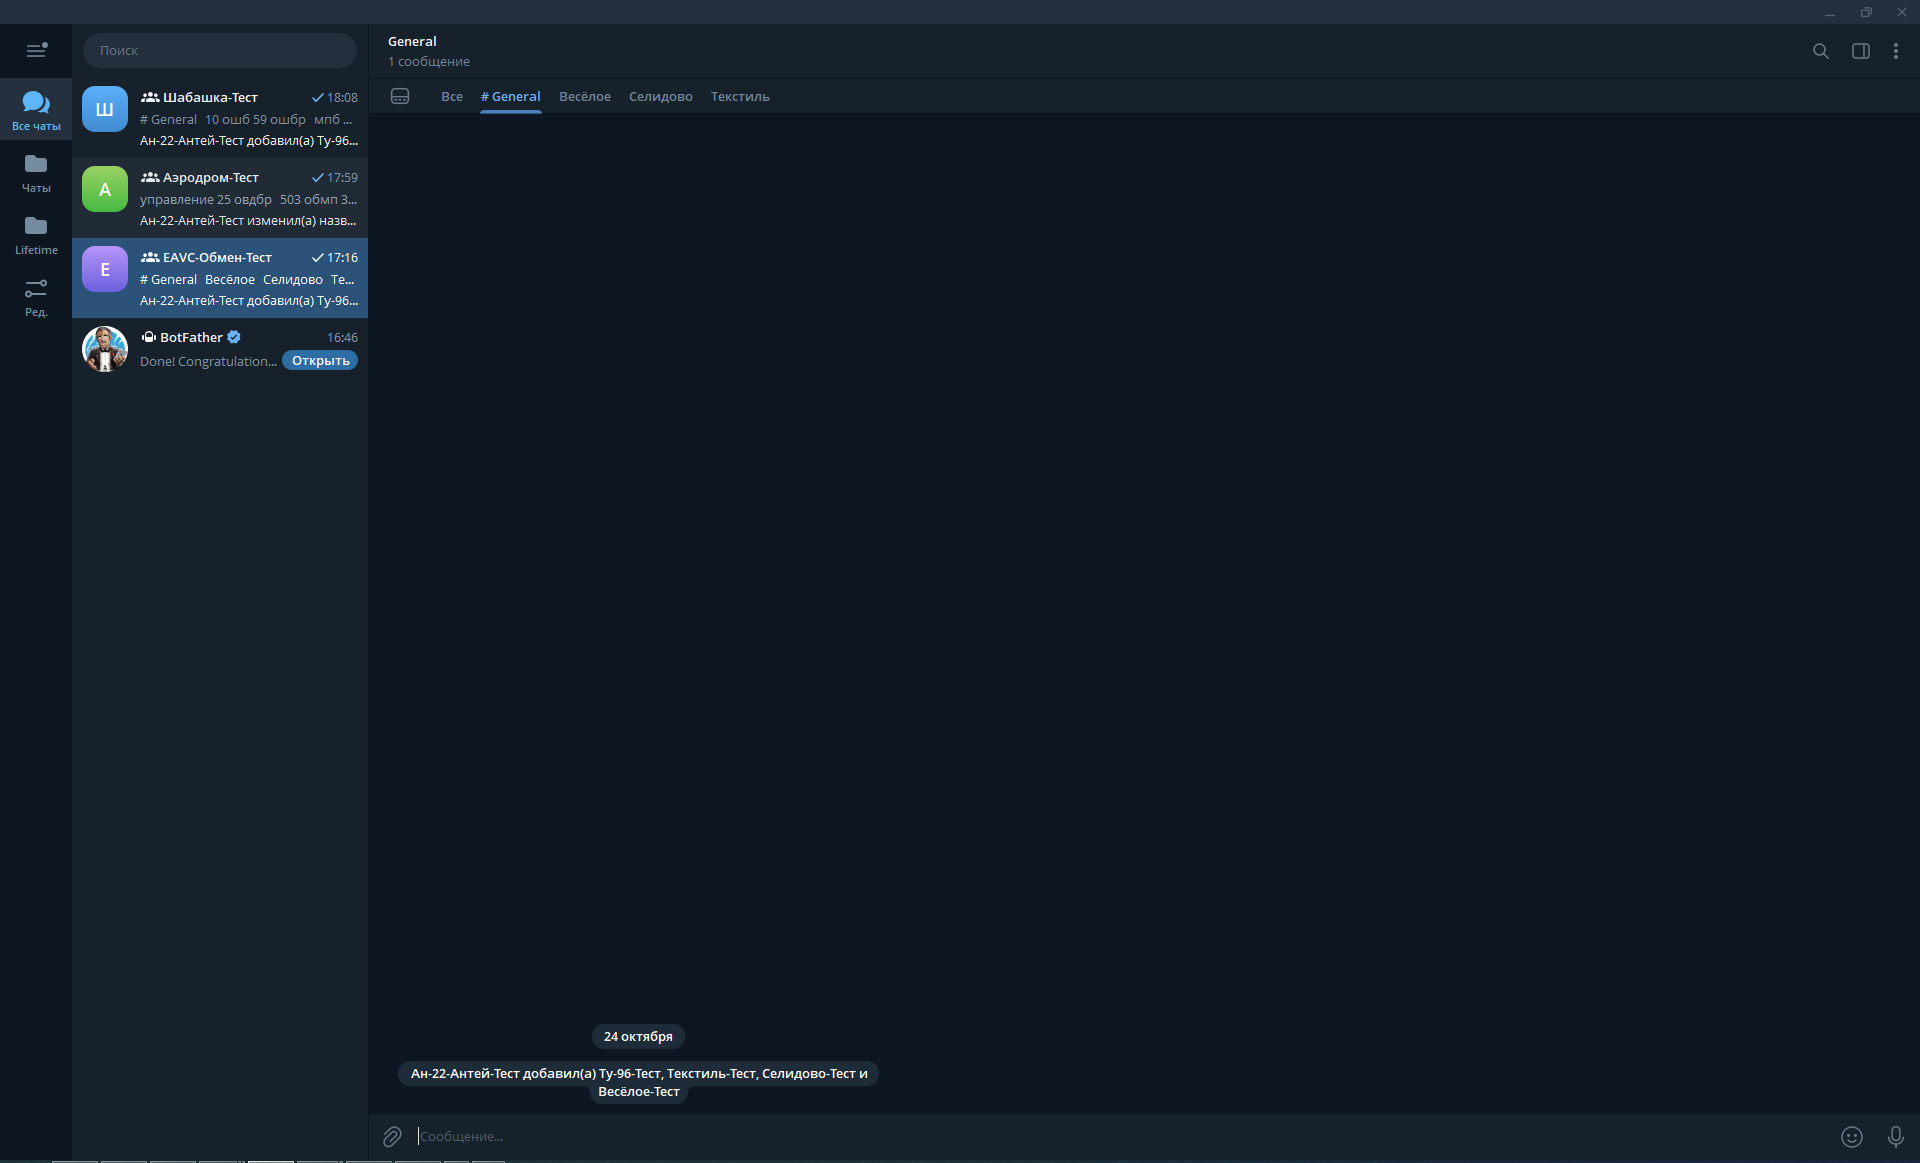 Поиск
Все чаты
Чаты
Lifetime
Ред.
Ш
Шабашка-Тест
18:08
# General 10 ошб 59 ошбр мпб ...
Ан-22-Антей-Тест добавил(а) Ту-96...
А
Аэродром-Тест
17:59
управление 25 овдбр 503 обмп 3...
Ан-22-Антей-Тест изменил(а) назв...
E
EAVC-Обмен-Тест
17:16
# General Весёлое Селидово Те...
Ан-22-Антей-Тест добавил(а) Ту-96...
BotFather
16:46
Done! Congratulation...
Открыть
General
1 сообщение
Все # General Весёлое Селидово Текстиль
24 октября
Ан-22-Антей-Тест добавил(а) Ту-96-Тест, Текстиль-Тест, Селидово-Тест и
Весёлое-Тест
Сообщение...